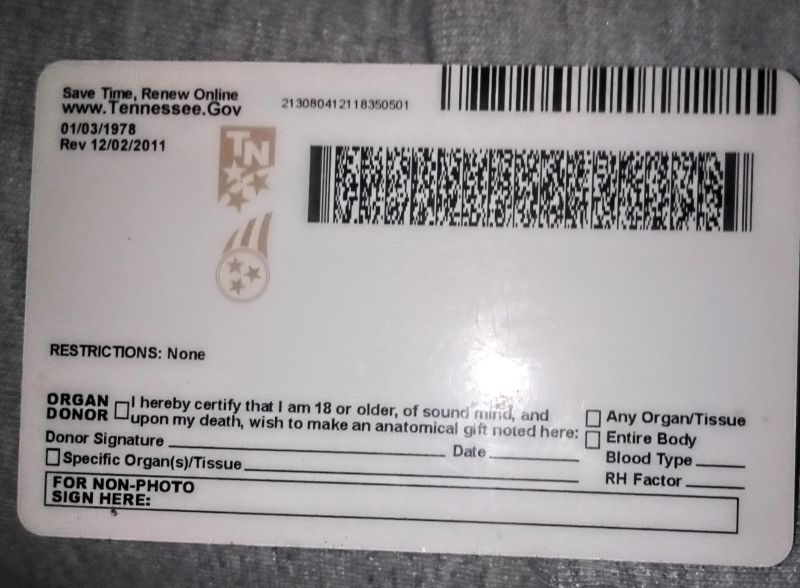 Save Time, Renew Online
www.Tennessee.Gov
213080412118350501
01/03/1978
Rev 12/02/2011
TN
RESTRICTIONS: None
ORGAN DONOR
I hereby certify that I am 18 or older, of sound mind, and
upon my death, wish to make an anatomical gift noted here:
Any Organ/Tissue
Entire Body
Donor Signature
Date
Blood Type
Specific Organ(s)/Tissue
RH Factor
FOR NON-PHOTO
SIGN HERE: